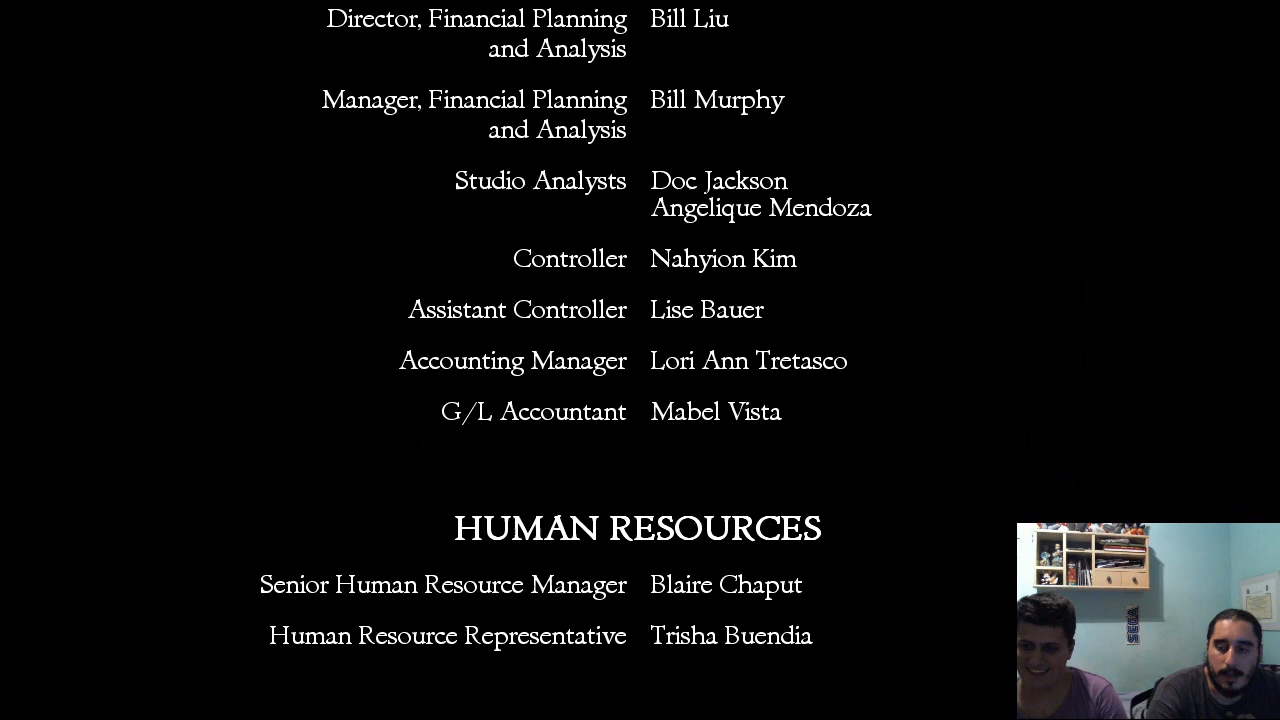 Director, Financial Planning Bill Liu
and Analysis
Manager, Financial Planning Bill Murphy
and Analysis
Studio Analysts Doc Jackson
Angelique Mendoza
Controller Nahyion Kim
Assistant Controller Lise Bauer
Accounting Manager Lori Ann Tretasco
G/L Accountant Mabel Vista
HUMAN RESOURCES
Senior Human Resource Manager Blaire Chaput
Human Resource Representative Trisha Buendia
SEGA